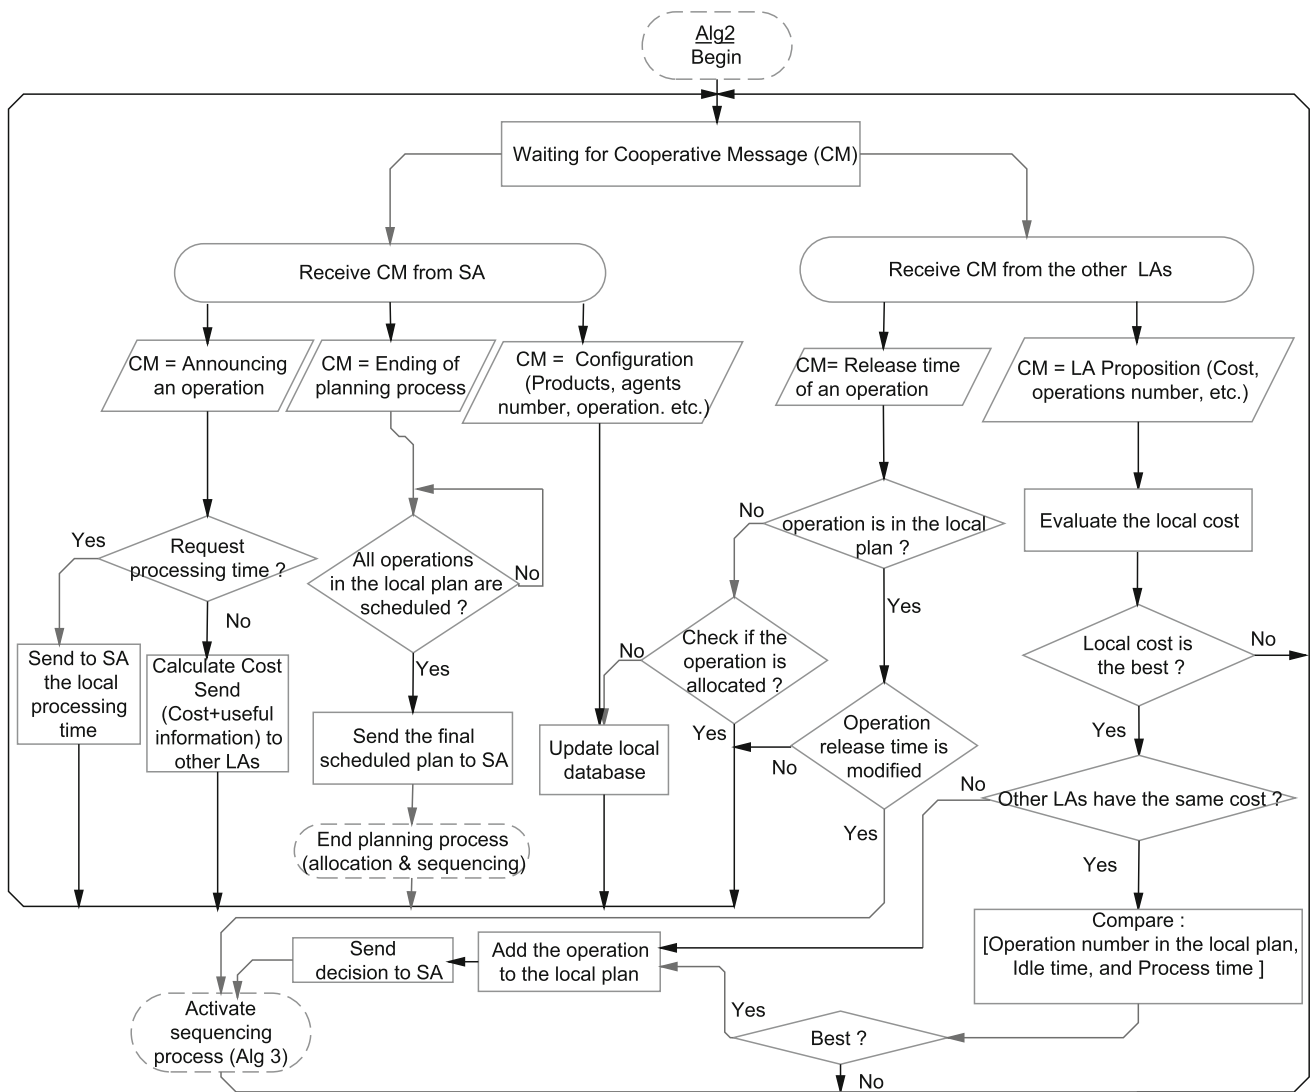 Alg2
Begin
Waiting for Cooperative Message (CM)
Receive CM from SA
Receive CM from the other LAs
CM = Announcing
an operation
CM = Ending of
planning process
CM = Configuration
(Products, agents
number, operation. etc.)
CM= Release time
of an operation
CM = LA Proposition (Cost,
operations number, etc.)
Request
processing time ?
Yes
No
All operations
in the local plan are
scheduled ?
No
Yes
operation is in the local
plan ?
No
Yes
Evaluate the local cost
Send to SA
the local
processing
time
Calculate Cost
Send
(Cost+useful
information) to
other LAs
Send the final
scheduled plan to SA
Update local
database
Check if the
operation is
allocated ?
No
Yes
Operation
release time is
modified
No
Yes
Local cost is
the best ?
No
Yes
Other LAs have the same cost ?
No
Yes
End planning process
(allocation & sequencing)
Compare :
[Operation number in the local plan,
Idle time, and Process time ]
Send
decision to SA
Add the operation
to the local plan
Activate
sequencing
process (Alg 3)
Yes
Best ?
No